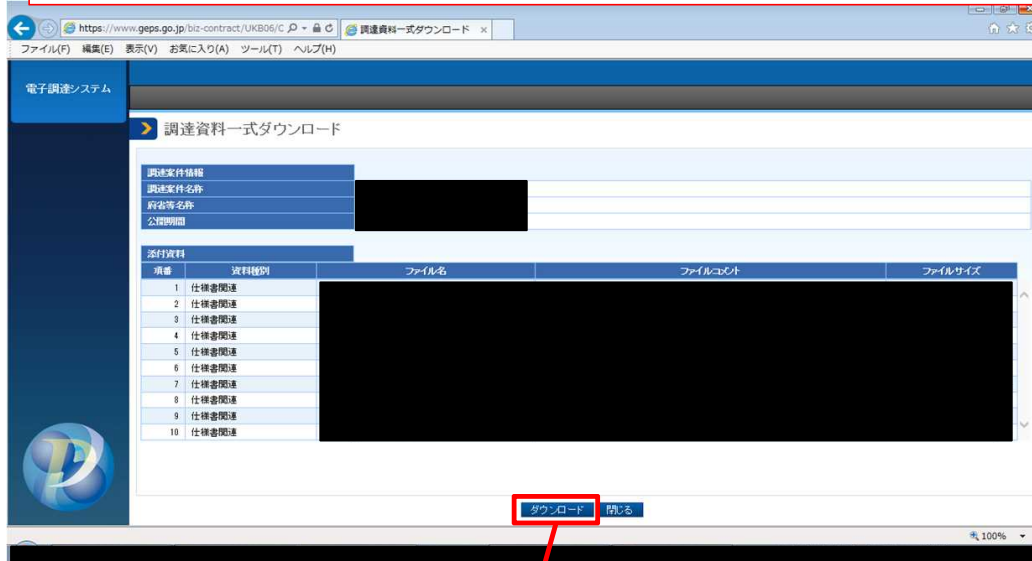 https://www.geps.go.jp/biz-contract/UKB06/C
調達資料一式ダウンロード ×
ファイル(F) 編集(E) 表示(V) お気に入り(A) ツール(T) ヘルプ(H)
電子調達システム
調達資料一式ダウンロード
調達案件情報
調達案件名称
府省等名称
公開期間
添付資料
項番 資料種別 ファイル名 ファイルコメント ファイルサイズ
1 仕様書関連
2 仕様書関連
3 仕様書関連
4 仕様書関連
5 仕様書関連
6 仕様書関連
7 仕様書関連
8 仕様書関連
9 仕様書関連
10 仕様書関連
ダウンロード 閉じる
100%